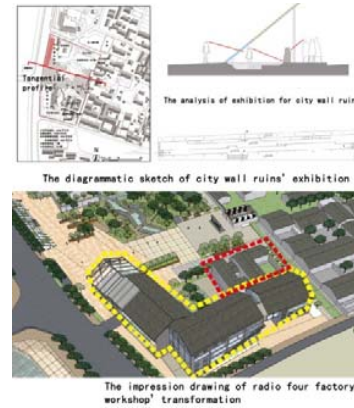 Tangential
profile
The analysis of exhibition for city wall ruins
The diagrammatic sketch of city wall ruins' exhibition
The impression drawing of radio four factory
workshop' transformation